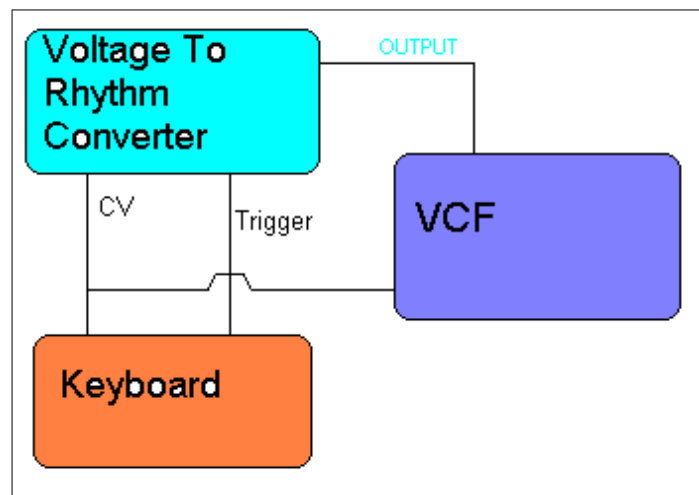 Voltage To
Rhythm
Converter
OUTPUT
CV
Trigger
VCF
Keyboard